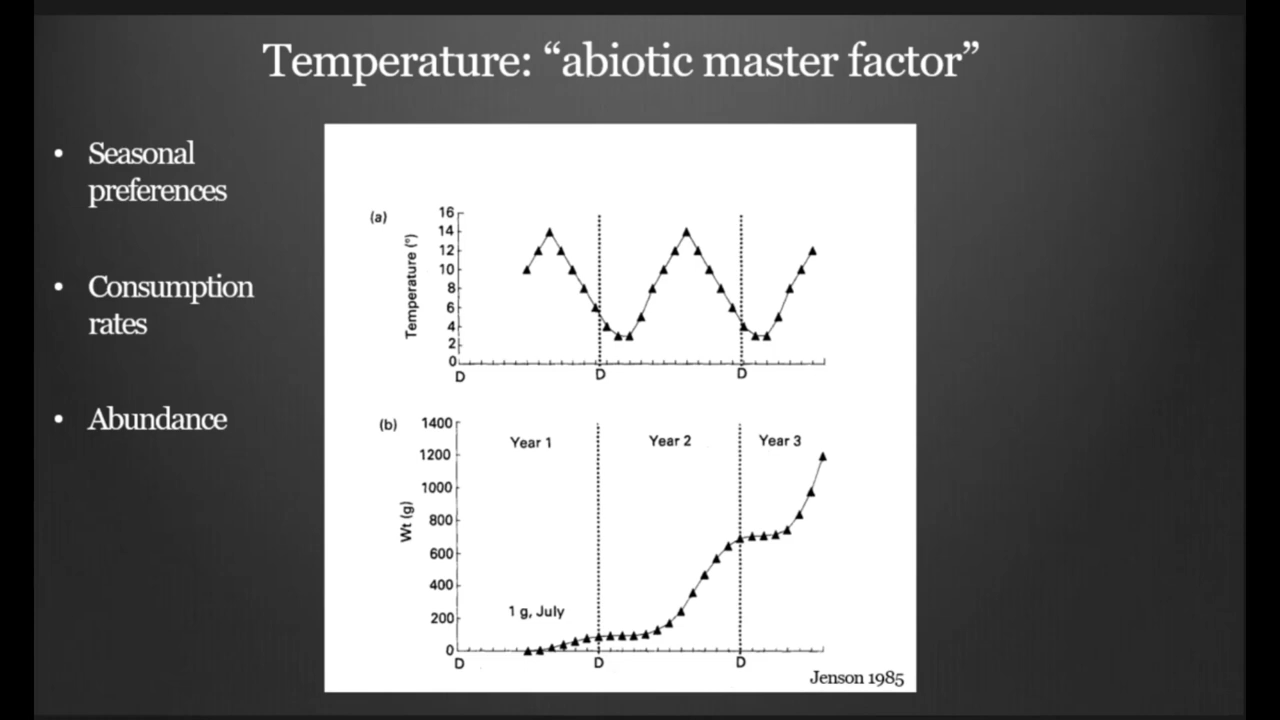 Temperature: “abiotic master factor”
• Seasonal
preferences
• Consumption
rates
• Abundance
(a)
Temperature (°)
16
14
12
10
8
6
4
2
0
D
D
D
(b)
Wt (g)
1400
1200
1000
800
600
400
200
0
Year 1
Year 2
Year 3
1 g, July
D
D
D
Jenson 1985